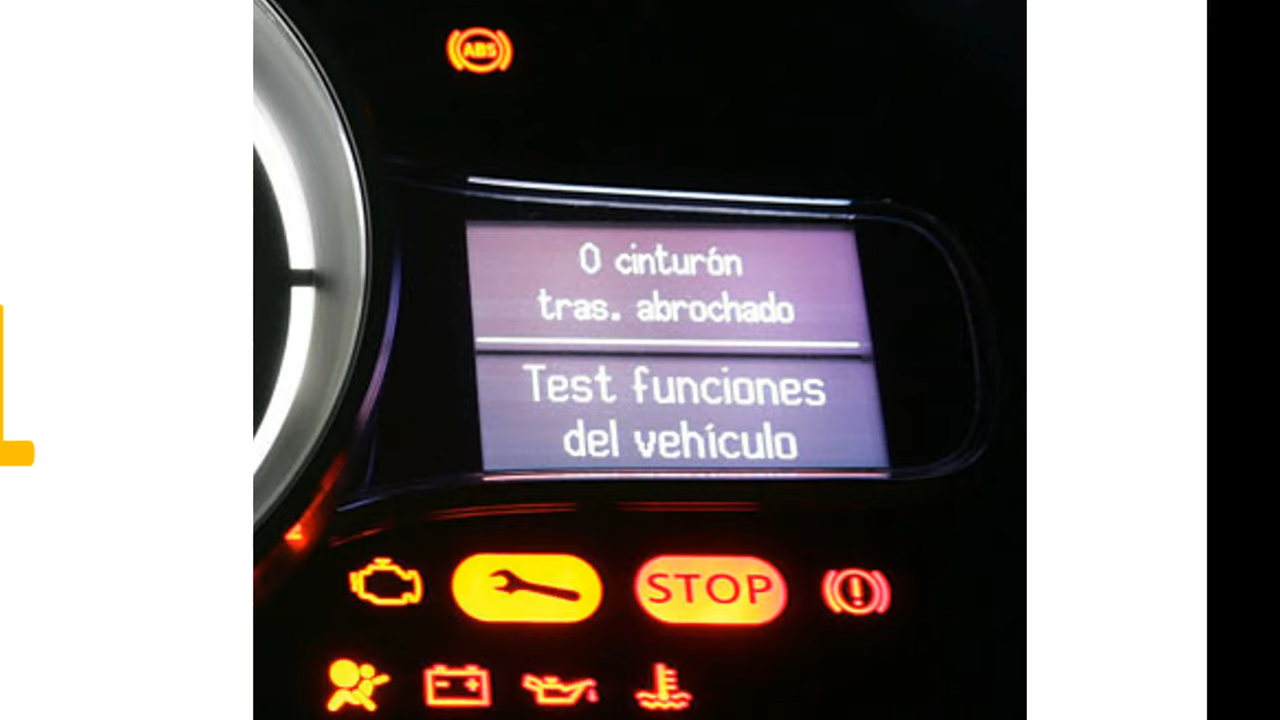 ABS
0 cinturón
tras. abrochado
Test funciones
del vehículo
STOP